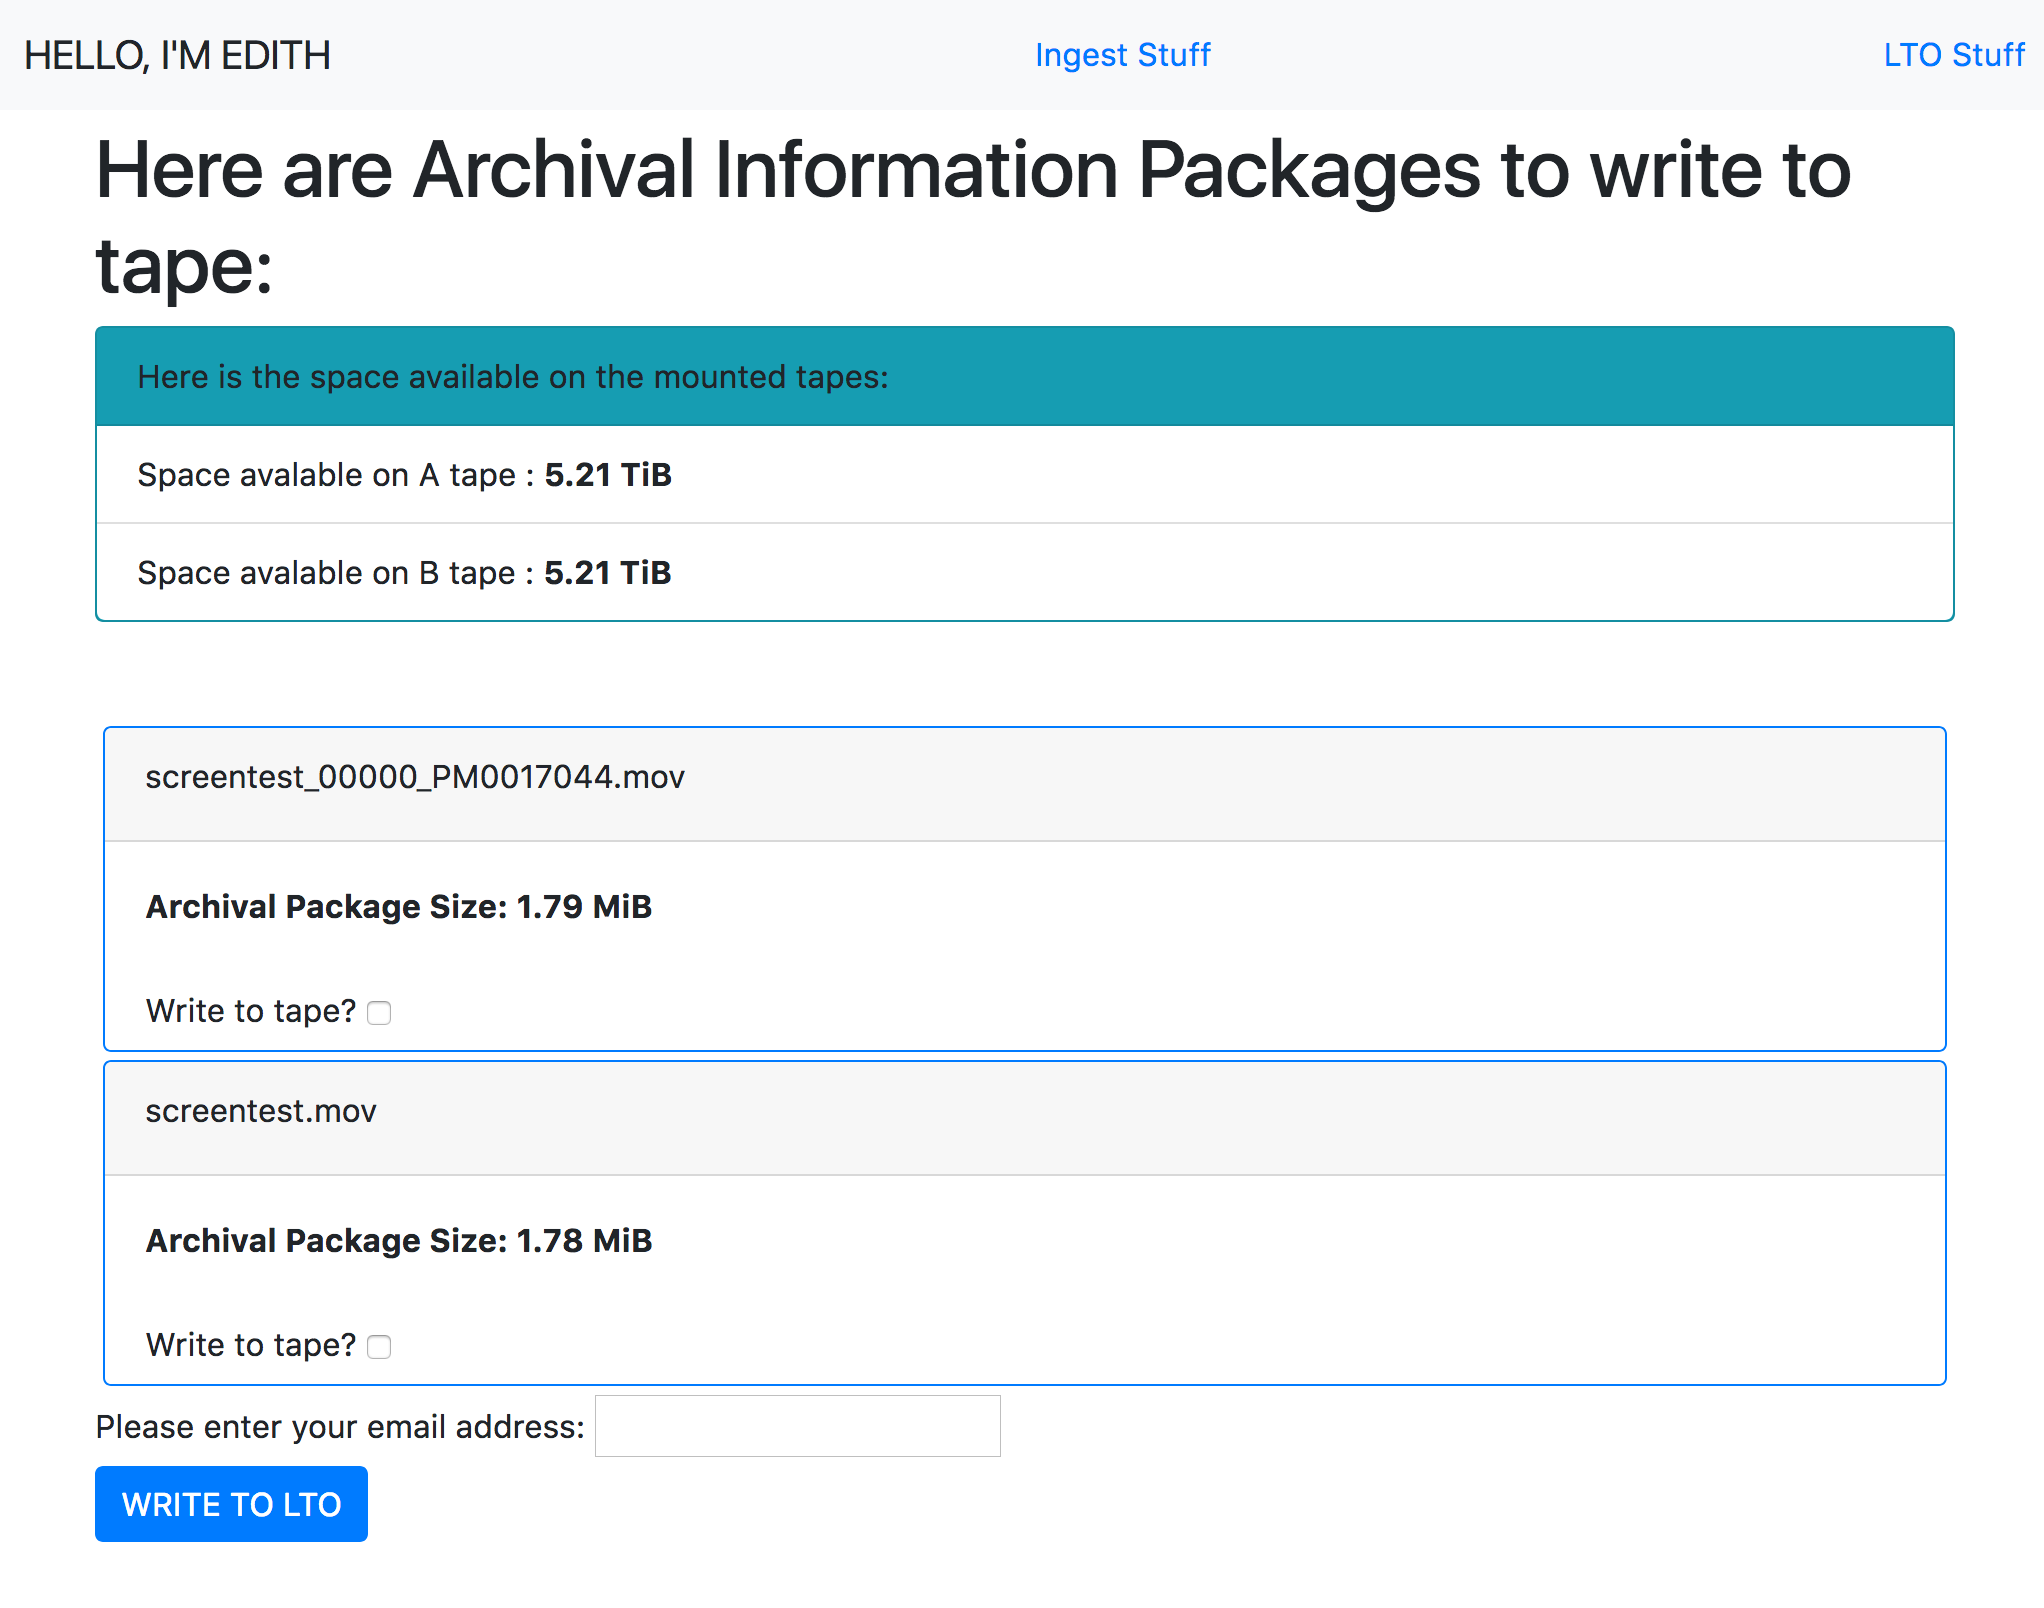 HELLO, I'M EDITH
Ingest Stuff
LTO Stuff
Here are Archival Information Packages to write to
tape:
Here is the space available on the mounted tapes:
Space avalable on A tape : 5.21 TiB
Space avalable on B tape : 5.21 TiB
screentest_00000_PM0017044.mov
Archival Package Size: 1.79 MiB
Write to tape?
screentest.mov
Archival Package Size: 1.78 MiB
Write to tape?
Please enter your email address:
WRITE TO LTO